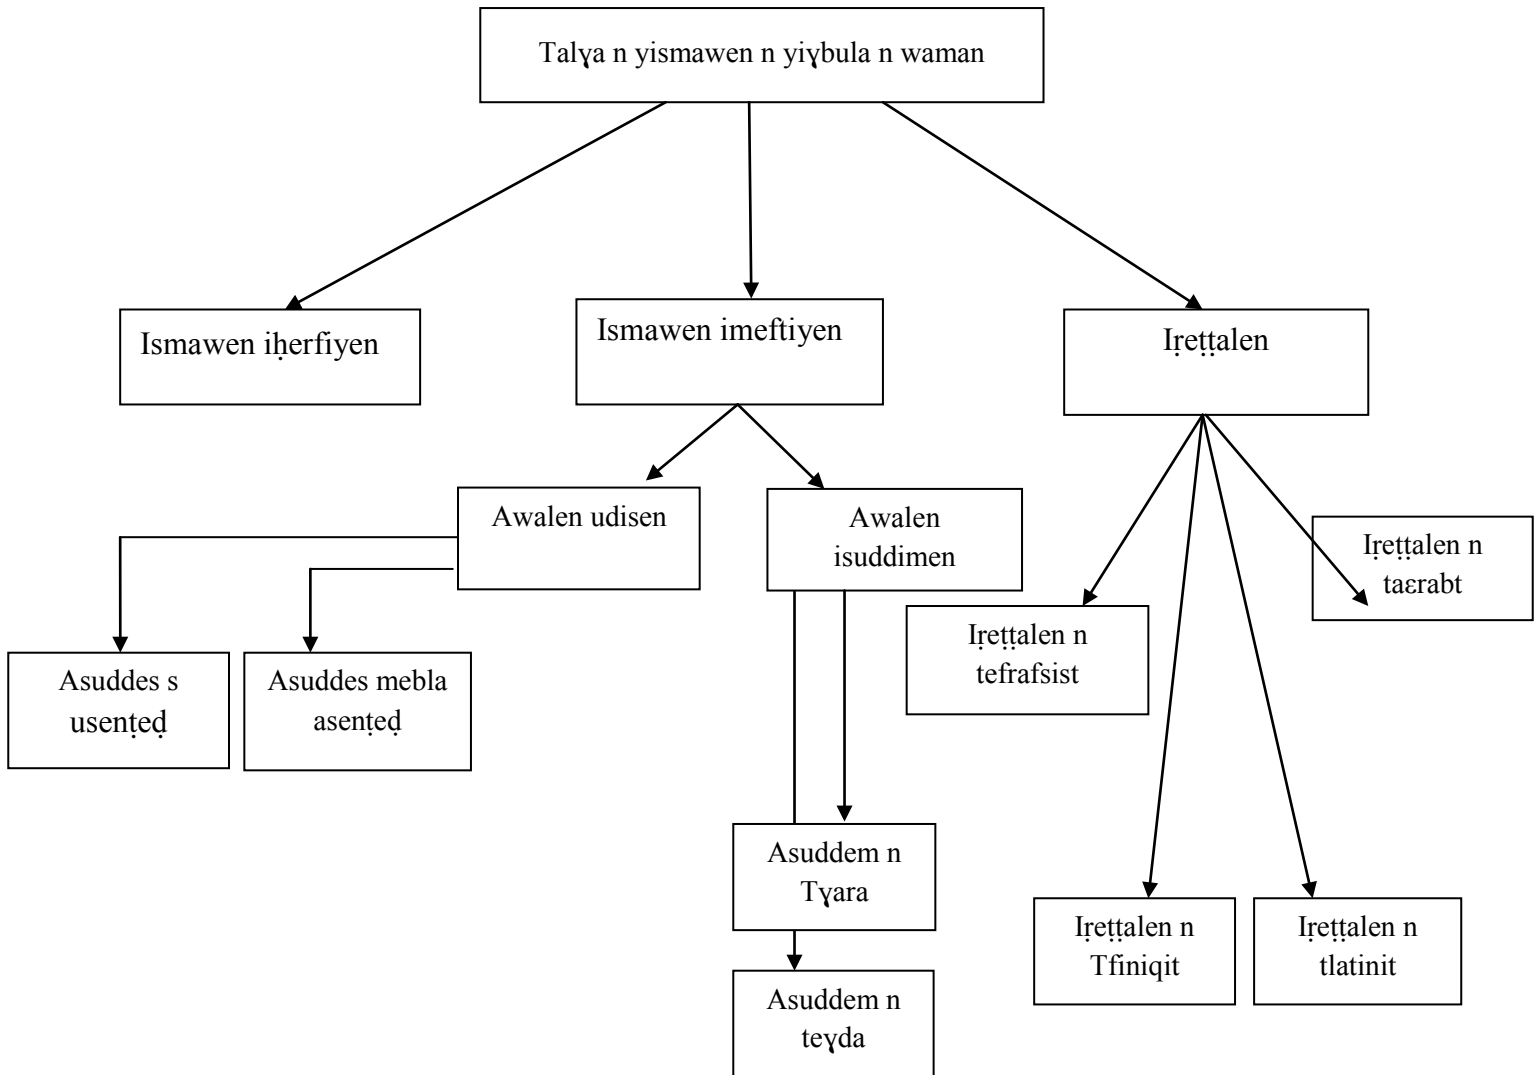 Talɣa n yismawen n yiɣbula n waman
Ismawen iḥerfiyen
Ismawen imeftiyen
Iṛeṭṭalen
Awalen udisen
Awalen
isuddimen
Iṛeṭṭalen n
taɛrabt
Iṛeṭṭalen n
tefrafsist
Asuddes s
usenṭeḍ
Asuddes mebla
asenṭeḍ
Asuddem n
Tɣara
Iṛeṭṭalen n
Tfiniqit
Iṛeṭṭalen n
tlatinit
Asuddem n
teɣda